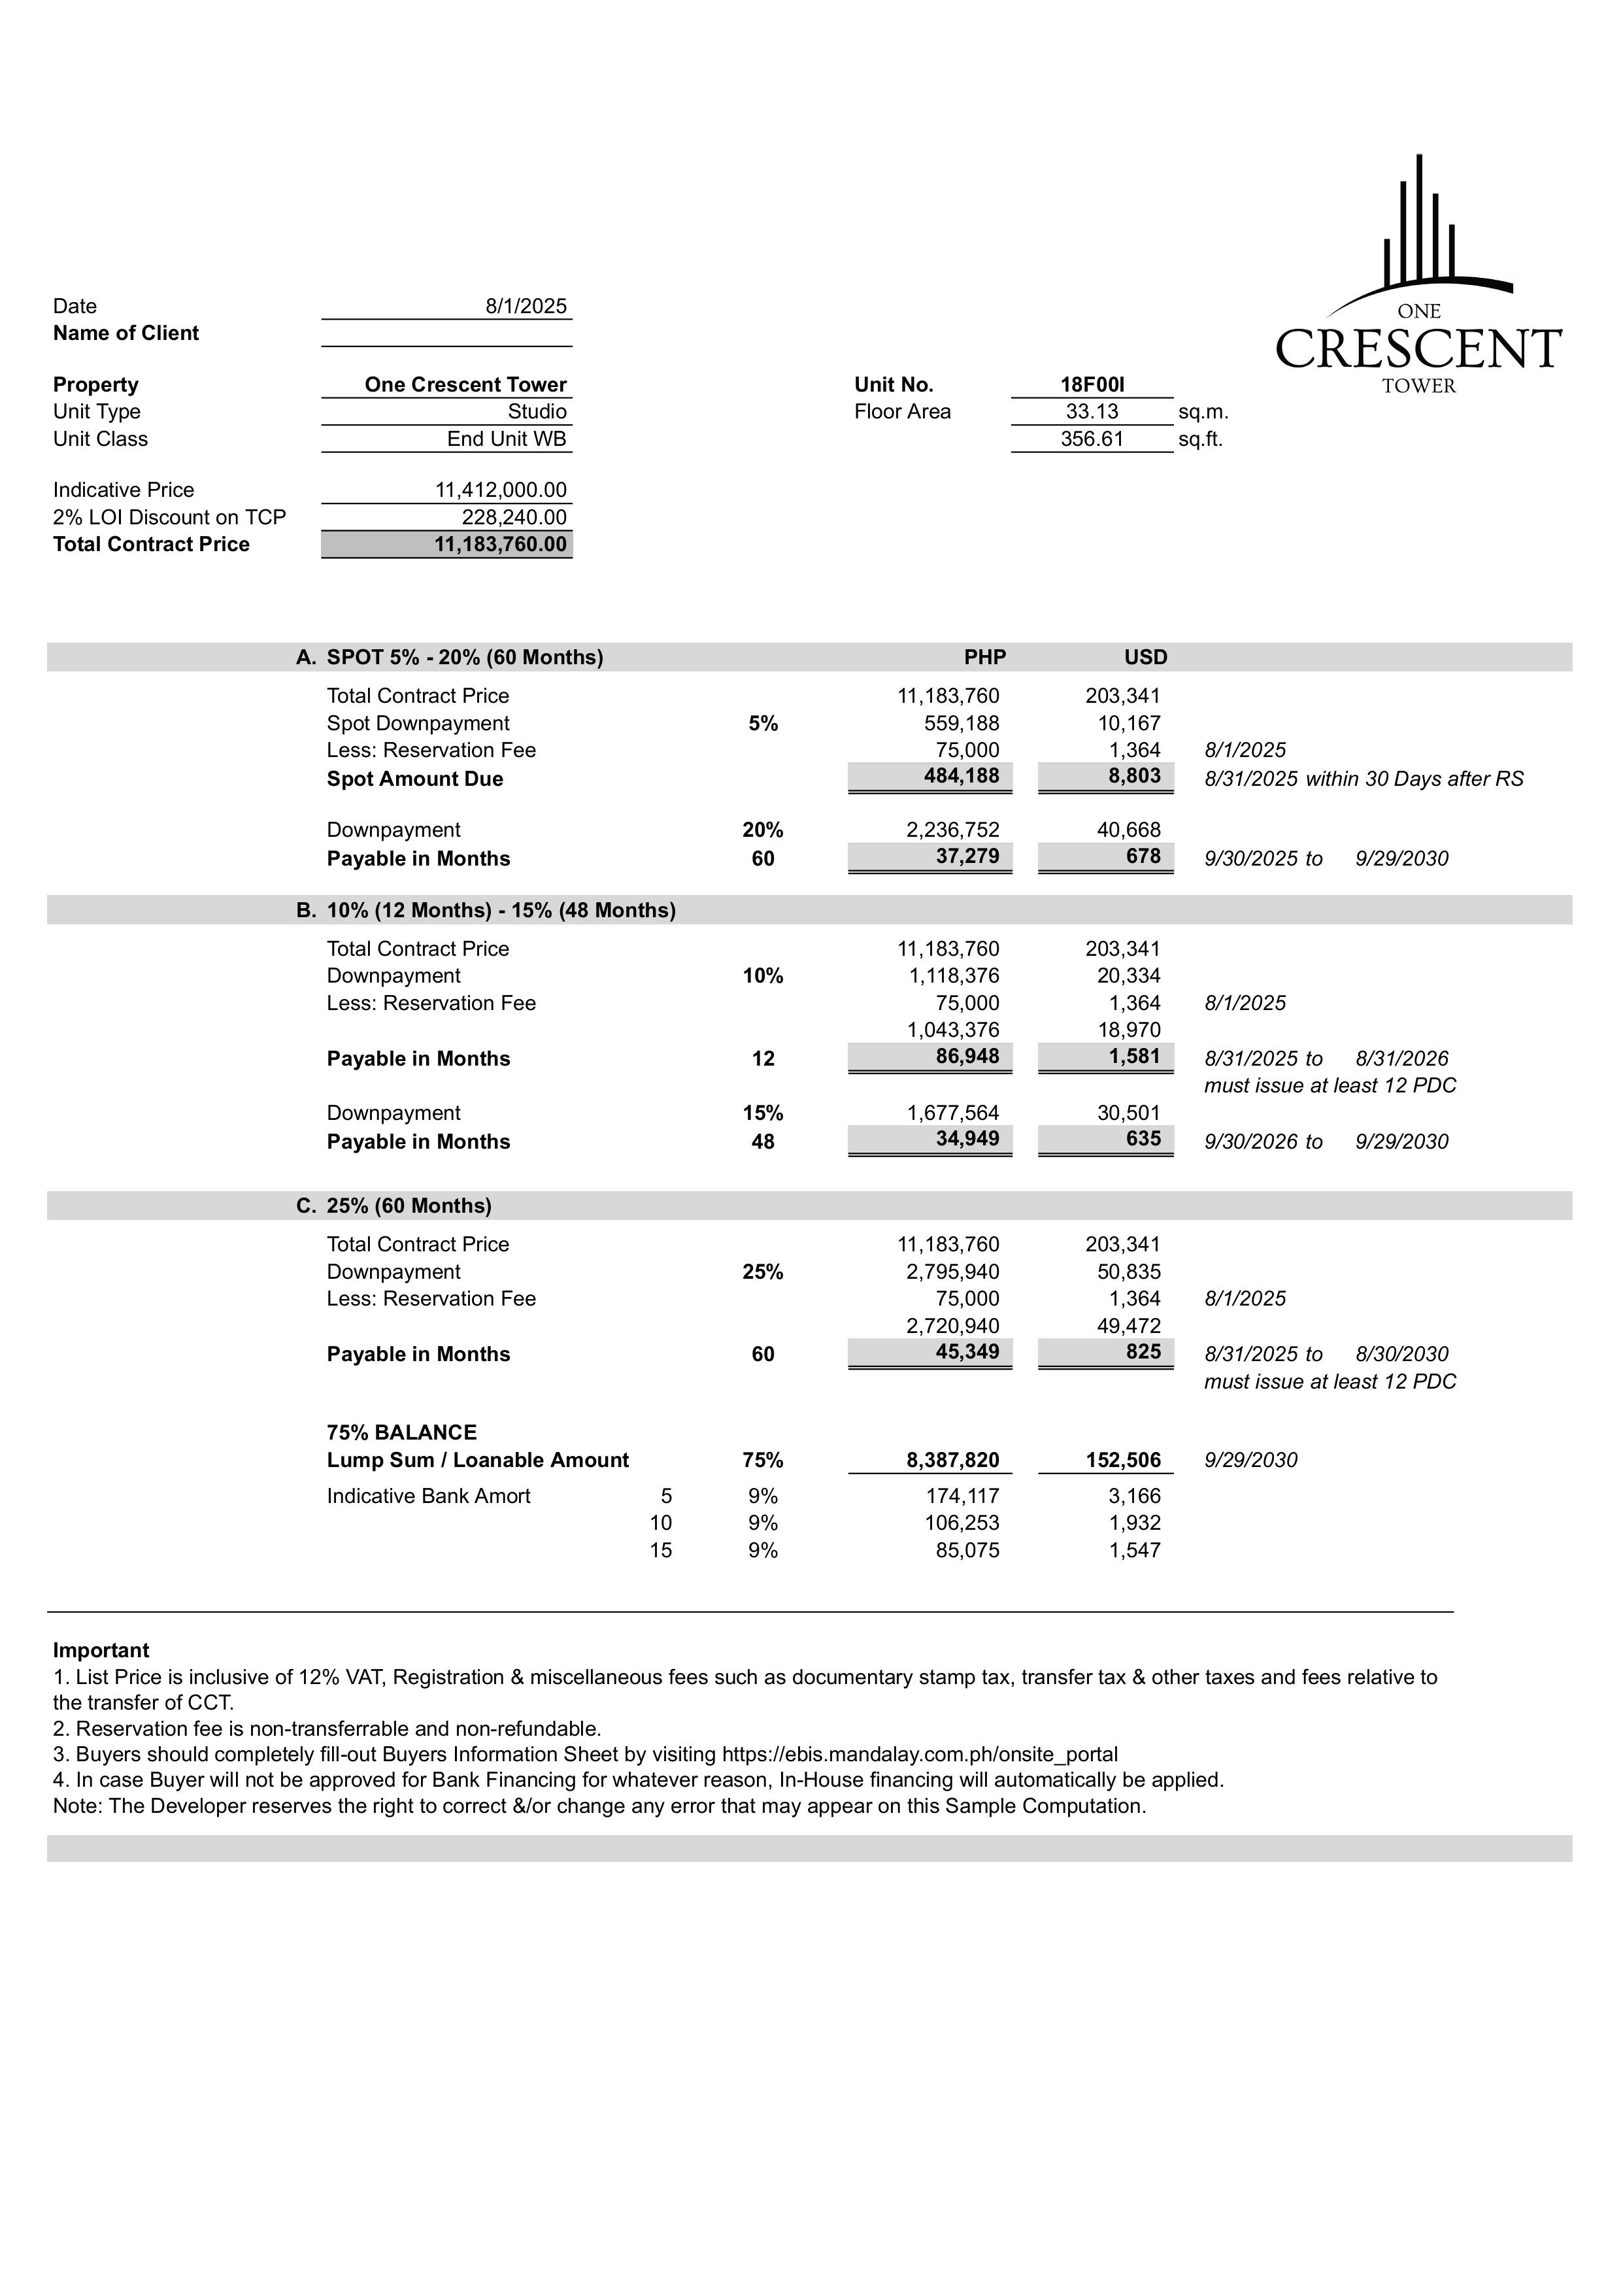 ONE
CRESCENT
TOWER
Date 8/1/2025
Name of Client
Property One Crescent Tower Unit No. 18F00I
Unit Type Studio Floor Area 33.13 sq.m.
Unit Class End Unit WB 356.61 sq.ft.
Indicative Price 11,412,000.00
2% LOI Discount on TCP 228,240.00
Total Contract Price 11,183,760.00
A. SPOT 5% - 20% (60 Months) PHP USD
Total Contract Price 11,183,760 203,341
Spot Downpayment 5% 559,188 10,167
Less: Reservation Fee 75,000 1,364 8/1/2025
Spot Amount Due 484,188 8,803 8/31/2025 within 30 Days after RS
Downpayment 20% 2,236,752 40,668
Payable in Months 60 37,279 678 9/30/2025 to 9/29/2030
B. 10% (12 Months) - 15% (48 Months)
Total Contract Price 11,183,760 203,341
Downpayment 10% 1,118,376 20,334
Less: Reservation Fee 75,000 1,364 8/1/2025
1,043,376 18,970
Payable in Months 12 86,948 1,581 8/31/2025 to 8/31/2026
must issue at least 12 PDC
Downpayment 15% 1,677,564 30,501
Payable in Months 48 34,949 635 9/30/2026 to 9/29/2030
C. 25% (60 Months)
Total Contract Price 11,183,760 203,341
Downpayment 25% 2,795,940 50,835
Less: Reservation Fee 75,000 1,364 8/1/2025
2,720,940 49,472
Payable in Months 60 45,349 825 8/31/2025 to 8/30/2030
must issue at least 12 PDC
75% BALANCE
Lump Sum / Loanable Amount 75% 8,387,820 152,506 9/29/2030
Indicative Bank Amort 5 9% 174,117 3,166
10 9% 106,253 1,932
15 9% 85,075 1,547
Important
1. List Price is inclusive of 12% VAT, Registration & miscellaneous fees such as documentary stamp tax, transfer tax & other taxes and fees relative to
the transfer of CCT.
2. Reservation fee is non-transferrable and non-refundable.
3. Buyers should completely fill-out Buyers Information Sheet by visiting https://ebis.mandalay.com.ph/onsite_portal
4. In case Buyer will not be approved for Bank Financing for whatever reason, In-House financing will automatically be applied.
Note: The Developer reserves the right to correct &/or change any error that may appear on this Sample Computation.